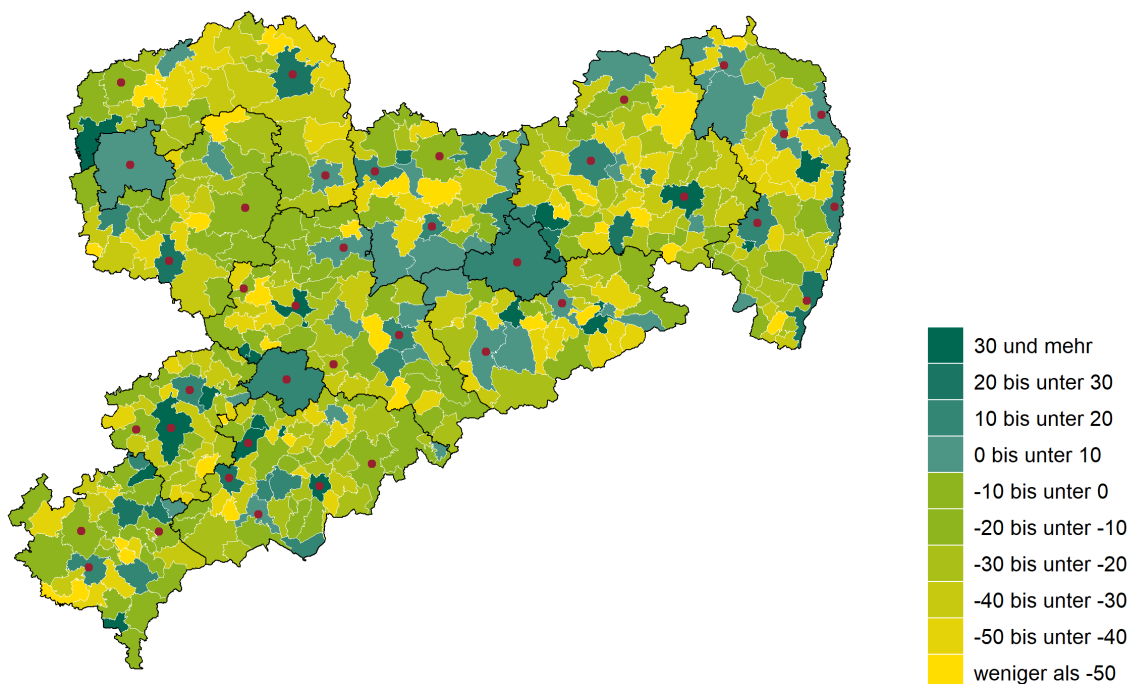 30 und mehr
20 bis unter 30
10 bis unter 20
0 bis unter 10
-10 bis unter 0
-20 bis unter -10
-30 bis unter -20
-40 bis unter -30
-50 bis unter -40
weniger als -50